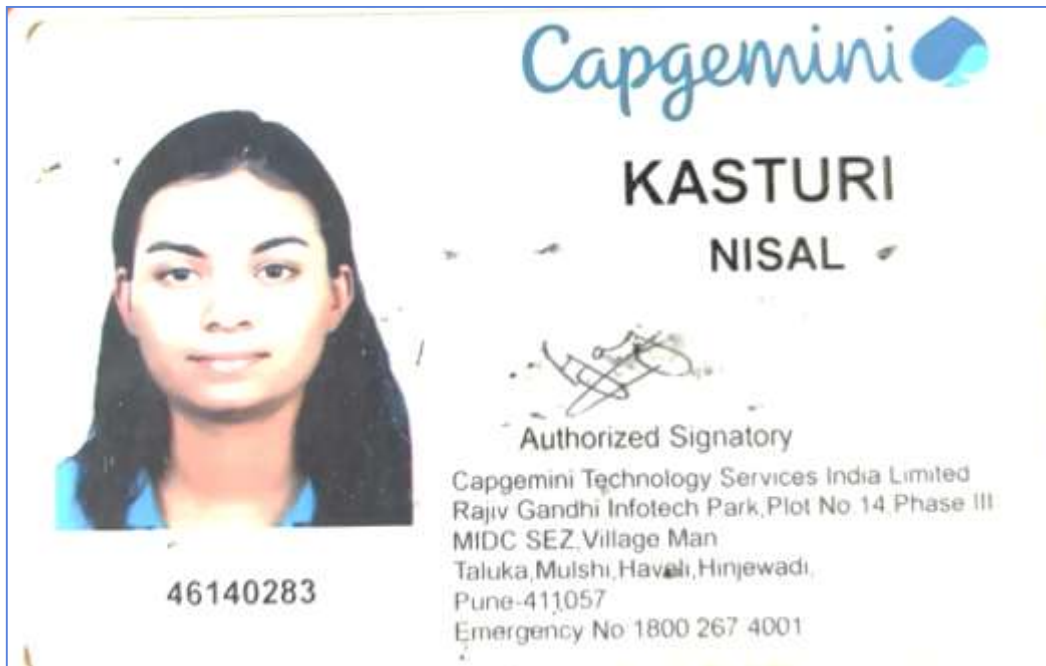 Capgemini
KASTURI
NISAL
Authorized Signatory
Capgemini Technology Services India Limited
Rajiv Gandhi Infotech Park,Plot No 14 Phase III
MIDC SEZ,Village Man
Taluka,Mulshi,Haveli,Hinjewadi,
Pune-411057
Emergency No 1800 267 4001
46140283